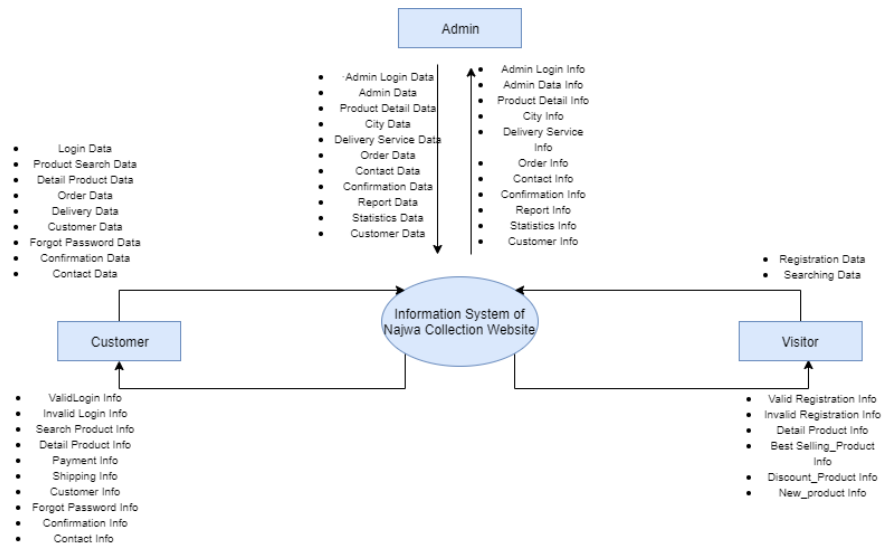 Admin
·Admin Login Data
Admin Data
Product Detail Data
City Data
Delivery Service Data
Order Data
Contact Data
Confirmation Data
Report Data
Statistics Data
Customer Data
Admin Login Info
Admin Data Info
Product Detail Info
City Info
Delivery Service
Info
Order Info
Contact Info
Confirmation Info
Report Info
Statistics Info
Customer Info
Login Data
Product Search Data
Detail Product Data
Order Data
Delivery Data
Customer Data
Forgot Password Data
Confirmation Data
Contact Data
Registration Data
Searching Data
Information System of
Najwa Collection Website
Customer
Visitor
ValidLogin Info
Invalid Login Info
Search Product Info
Detail Product Info
Payment Info
Shipping Info
Customer Info
Forgot Password Info
Confirmation Info
Contact Info
Valid Registration Info
Invalid Registration Info
Detail Product Info
Best Selling_Product
Info
Discount_Product Info
New_product Info